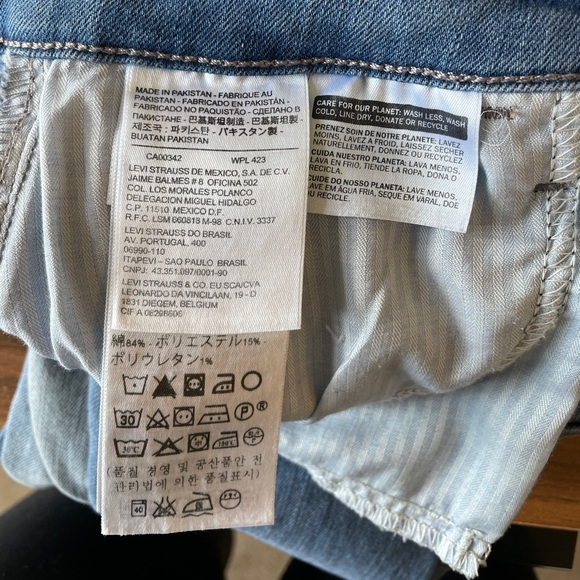 MADE IN PAKISTAN - FABRIQUE AU
PAKISTAN - FABRICADO EN PAKISTÁN -
FABRICADO NO PAQUISTÃO - СДЕЛАНО В
ПАКИСТАНЕ - 巴基斯坦制造 - 巴基斯坦製 -
제조국 : 파키스탄 - パキスタン製 -
BUATAN PAKISTAN
CA00342 WPL 423
LEVI STRAUSS DE MEXICO, S.A. DE C.V.
JAIME BALMES # 8 OFICINA 502
COL. LOS MORALES POLANCO
DELEGACION MIGUEL HIDALGO
C.P. 11510 MEXICO D.F.
R.F.C. LSM 660818 M-98 C.N.I.V. 3337
LEVI STRAUSS DO BRASIL
AV. PORTUGAL, 400
06990-110
ITAPEVI – SAO PAULO BRASIL
CNPJ: 43.351.097/0001-90
LEVI STRAUSS & CO. EU SCA/CVA
LEONARDO DA VINCILAAN, 19 - D
1831 DIEGEM, BELGIUM
CIF A 08298606
綿84%・ポリエステル15%・
ポリウレタン1%
30
P
30°C
150°C
(품질 경영 및 공산품안 전
관리법에 의한 품질표시)
40
CARE FOR OUR PLANET: WASH LESS, WASH
COLD, LINE DRY, DONATE OR RECYCLE
PRENEZ SOIN DE NOTRE PLANETE: LAVEZ
MOINS, LAVEZ A FROID, LAISSEZ SECHER
NATURELLEMENT, DONNEZ OU RECYCLEZ
CUIDA NUESTRO PLANETA: LAVA MENOS,
LAVA EN FRIA, TIENDE LA ROPA, DONA O
RECICLA
CUIDE DO NOSSO PLANETA: LAVE MENOS,
LAVE EM ÁGUA FRIA, SEQUE EM VARAL, DOE
OU RECICLE.